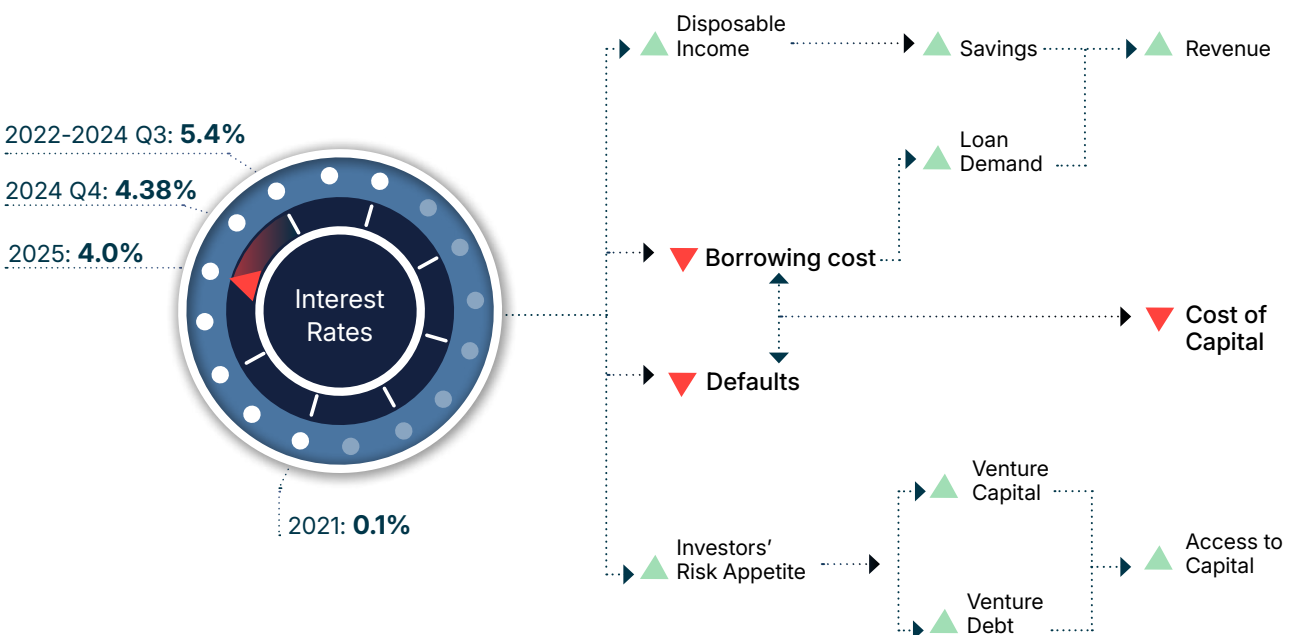 2022-2024 Q3: 5.4%
2024 Q4: 4.38%
2025: 4.0%
Interest
Rates
2021: 0.1%
Disposable
Income
Savings
Revenue
Loan
Demand
Borrowing cost
Cost of
Capital
Defaults
Investors’
Risk Appetite
Venture
Capital
Venture
Debt
Access to
Capital